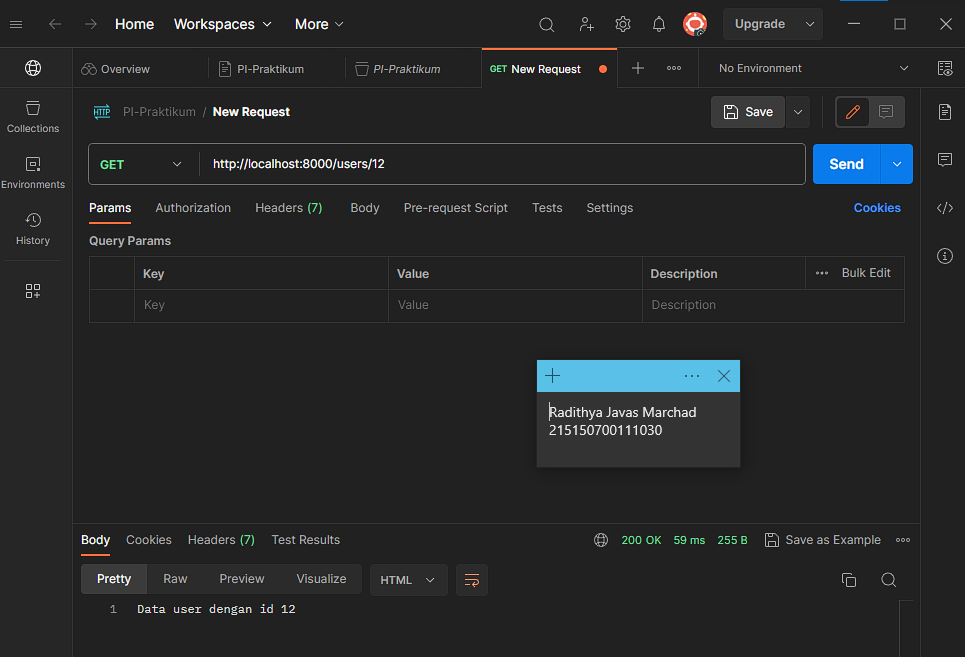 Home Workspaces More Upgrade
Overview PI-Praktikum PI-Praktikum GET New Request No Environment
HTTP PI-Praktikum / New Request Save
Collections
Environments
History
GET http://localhost:8000/users/12 Send
Params Authorization Headers (7) Body Pre-request Script Tests Settings Cookies
Query Params
Key Value Description Bulk Edit
Key Value Description
Radithya Javas Marchad
215150700111030
Body Cookies Headers (7) Test Results 200 OK 59 ms 255 B Save as Example
Pretty Raw Preview Visualize HTML
1 Data user dengan id 12